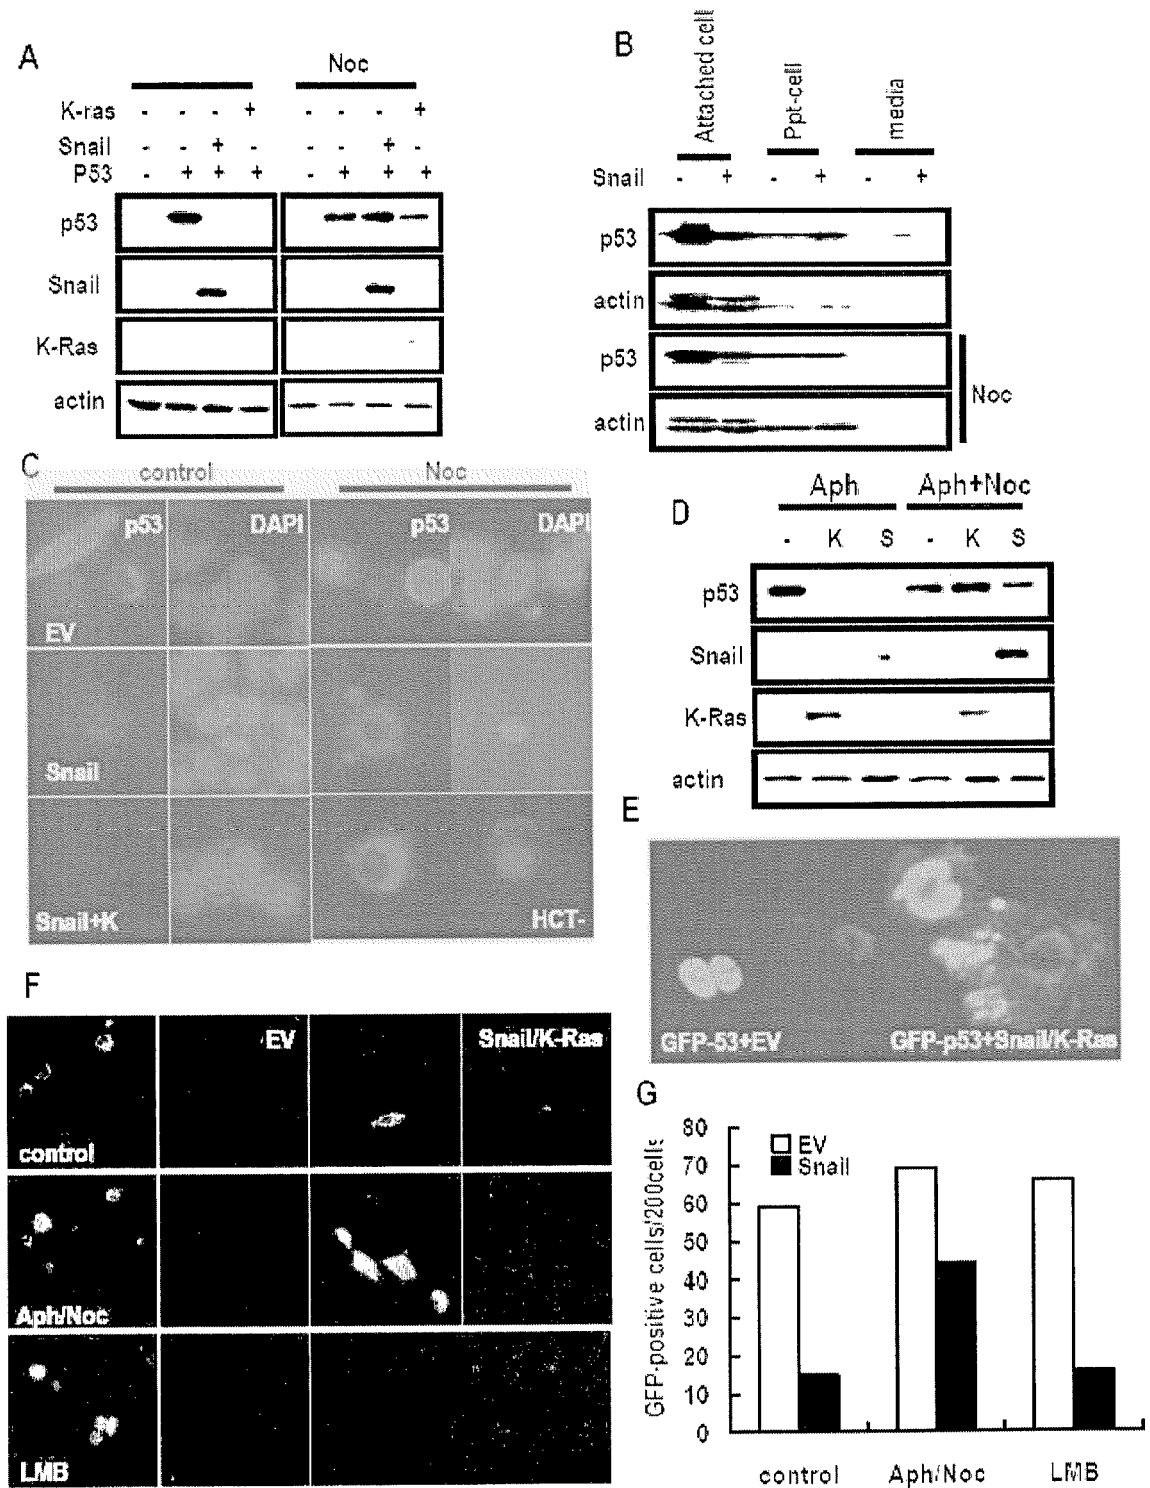 A
Noc
K-ras - - - + - - - +
Snail - - + - - - + -
P53 - + + + - + + +
p53
Snail
K-Ras
actin
B
Attached cell
Ppt-cell
media
Snail - + - + - +
p53
actin
p53
actin
Noc
C
control
Noc
p53
DAPI
p53
DAPI
EV
Snail
Snail+K
HCT-
D
Aph
Aph+Noc
- K S - K S
p53
Snail
K-Ras
actin
E
GFP-53+EV
GFP-p53+Snail/K-Ras
F
EV
Snail/K-Ras
control
Aph/Noc
LMB
G
GFP-positive cells/200cells
80
70
60
50
40
30
20
10
0
EV
Snail
control
Aph/Noc
LMB